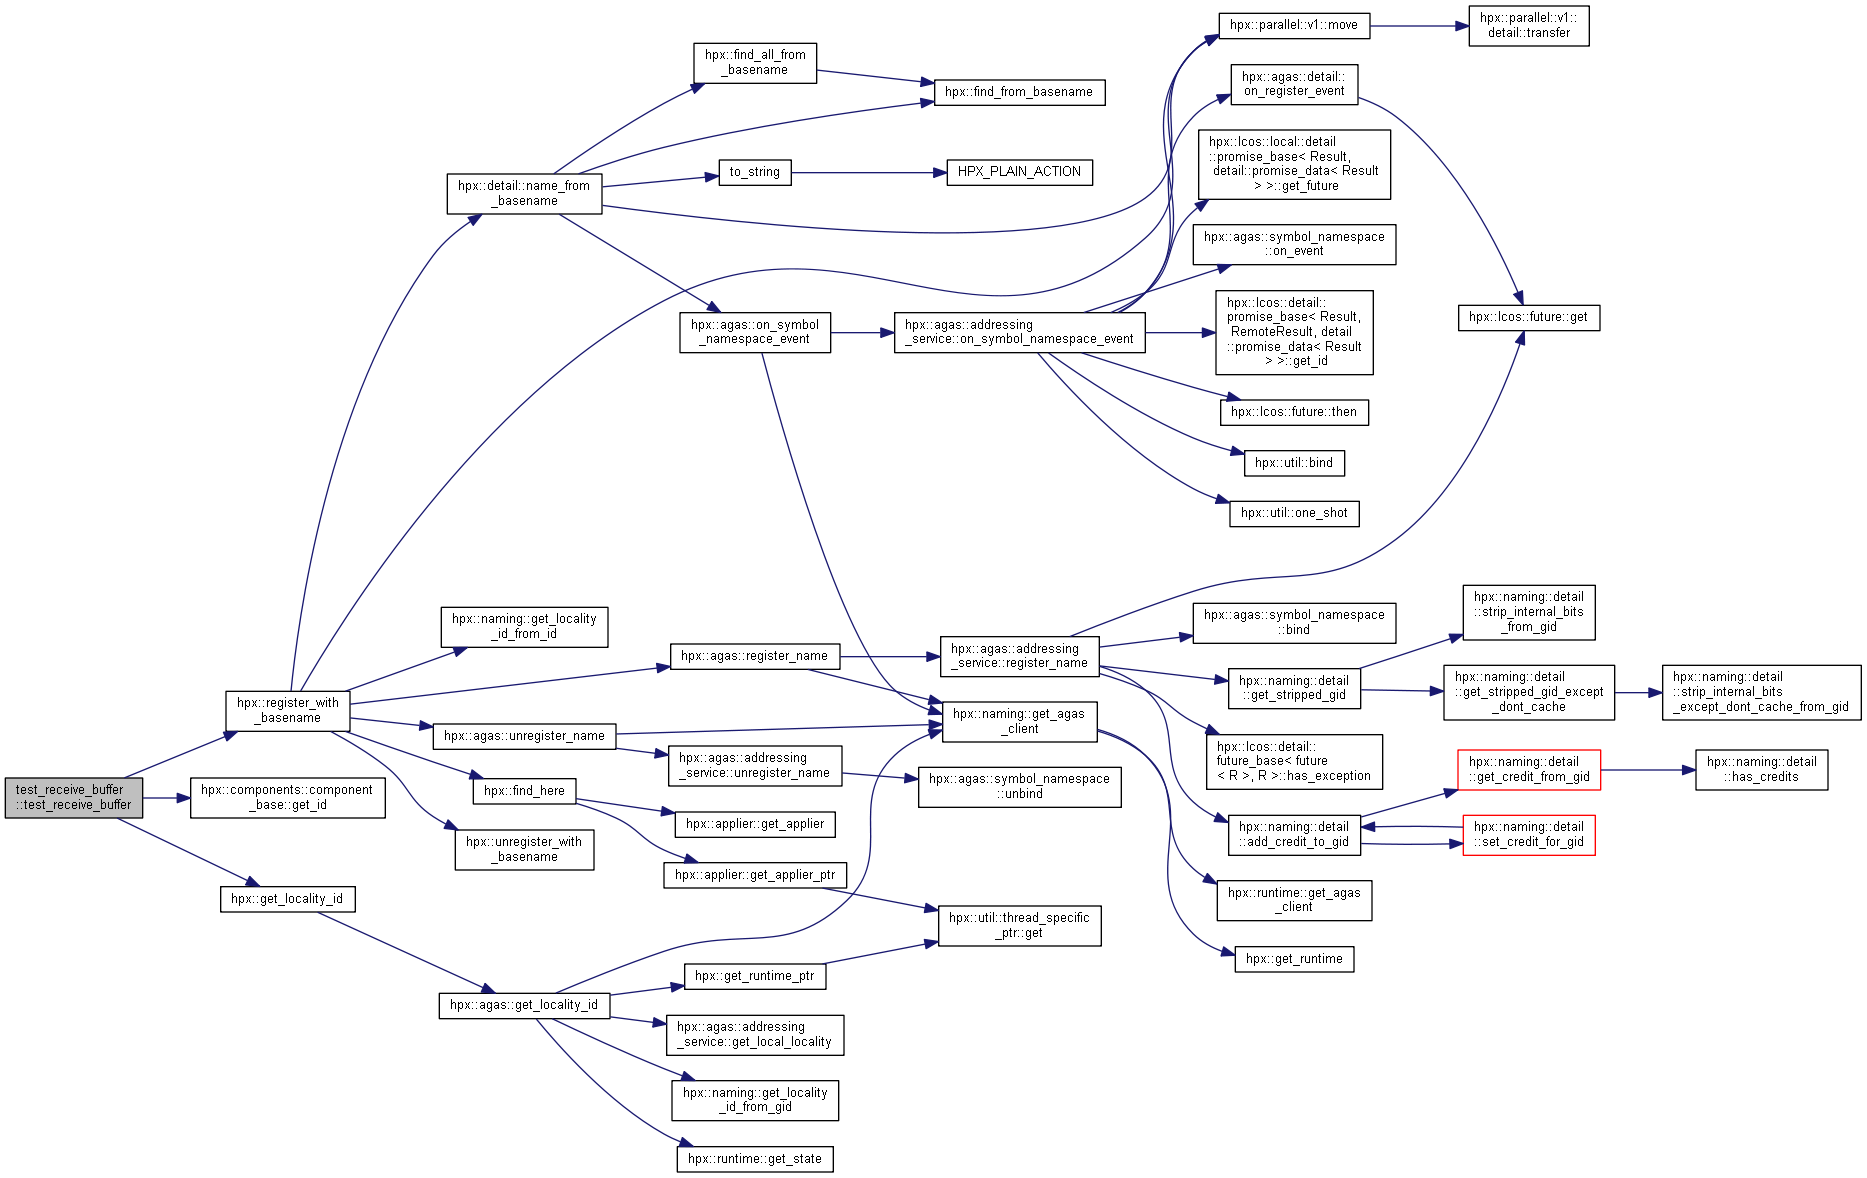 test_receive_buffer
::test_receive_buffer
hpx::register_with
_basename
hpx::components::component
_base::get_id
hpx::get_locality_id
hpx::detail::name_from
_basename
hpx::naming::get_locality
_id_from_id
hpx::agas::unregister_name
hpx::find_here
hpx::unregister_with
_basename
hpx::agas::get_locality_id
hpx::find_all_from
_basename
to_string
hpx::agas::on_symbol
_namespace_event
hpx::agas::register_name
hpx::agas::addressing
_service::unregister_name
hpx::applier::get_applier
hpx::applier::get_applier_ptr
hpx::get_runtime_ptr
hpx::agas::addressing
_service::get_local_locality
hpx::naming::get_locality
_id_from_gid
hpx::runtime::get_state
hpx::find_from_basename
HPX_PLAIN_ACTION
hpx::agas::addressing
_service::on_symbol_namespace_event
hpx::agas::addressing
_service::register_name
hpx::naming::get_agas
_client
hpx::agas::symbol_namespace
::unbind
hpx::util::thread_specific
_ptr::get
hpx::parallel::v1::move
hpx::agas::detail::
on_register_event
hpx::lcos::local::detail
::promise_base< Result,
detail::promise_data< Result
> >::get_future
hpx::agas::symbol_namespace
::on_event
hpx::lcos::detail::
promise_base< Result,
RemoteResult, detail
::promise_data< Result
> >::get_id
hpx::lcos::future::then
hpx::util::bind
hpx::util::one_shot
hpx::agas::symbol_namespace
::bind
hpx::naming::detail
::get_stripped_gid
hpx::lcos::detail::
future_base< future
< R >, R >::has_exception
hpx::naming::detail
::add_credit_to_gid
hpx::runtime::get_agas
_client
hpx::get_runtime
hpx::parallel::v1::
detail::transfer
hpx::lcos::future::get
hpx::naming::detail
::strip_internal_bits
_from_gid
hpx::naming::detail
::get_stripped_gid_except
_dont_cache
hpx::naming::detail
::get_credit_from_gid
hpx::naming::detail
::set_credit_for_gid
hpx::naming::detail
::strip_internal_bits
_except_dont_cache_from_gid
hpx::naming::detail
::has_credits